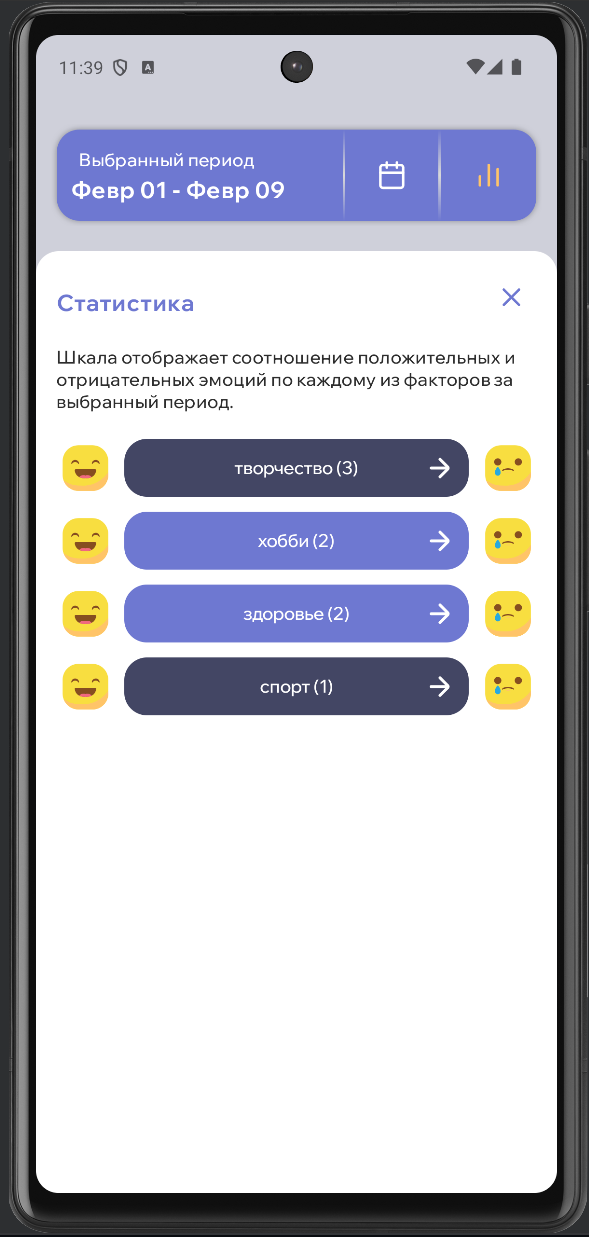 11:39
Выбранный период
Февр 01 - Февр 09
Статистика
Шкала отображает соотношение положительных и
отрицательных эмоций по каждому из факторов за
выбранный период.
творчество (3)
хобби (2)
здоровье (2)
спорт (1)